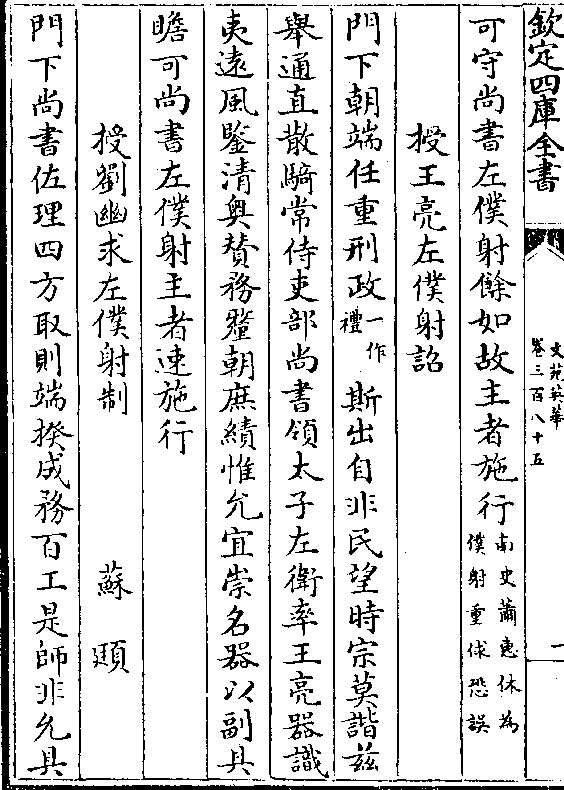 欽定四庫全書
文苑英華
卷三百八十五
一
可守尚書左僕射餘如故主者施行南史蕭惠休為僕射重俅恐誤
授王亮左僕射詔
門下朝端任重刑政一作禮斯出自非民望時宗莫諧兹
舉通直散騎常侍吏部尚書領太子左衛率王亮器識
夷遠風鑒清奥賛務釐朝庶績惟允宜崇名器以副具
瞻可尚書左僕射主者速施行
授劉幽求左僕射制 蘇頲
門下尚書佐理四方取則端揆成務百工是師非允具